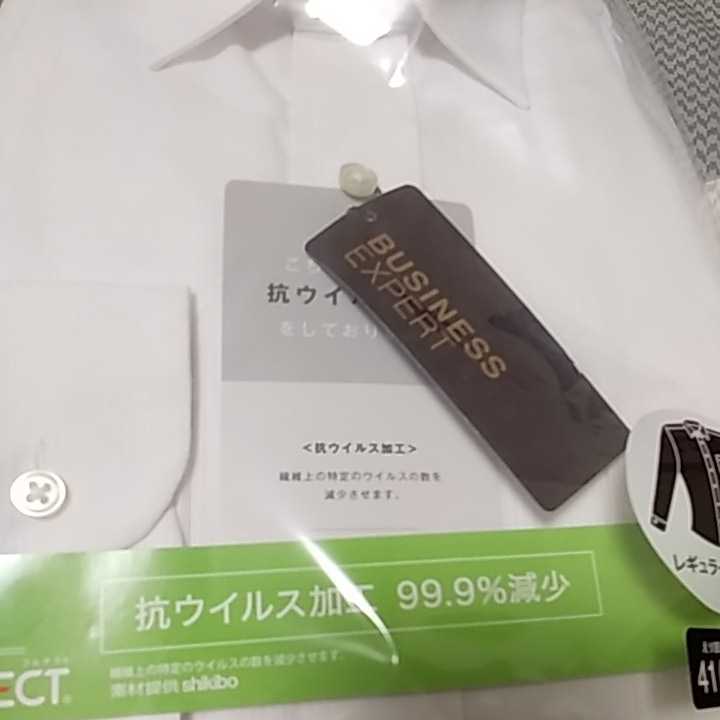 こち
抗ウイ
をしており
BUSINESS
EXPERT
<抗ウイルス加工>
繊維上の特定のウイルスの数を
減少させます。
抗ウイルス加工 99.9%減少
ECT®
繊維上の特定のウイルスの数を減少させます。
素材提供 shikibo
レギュラー
41